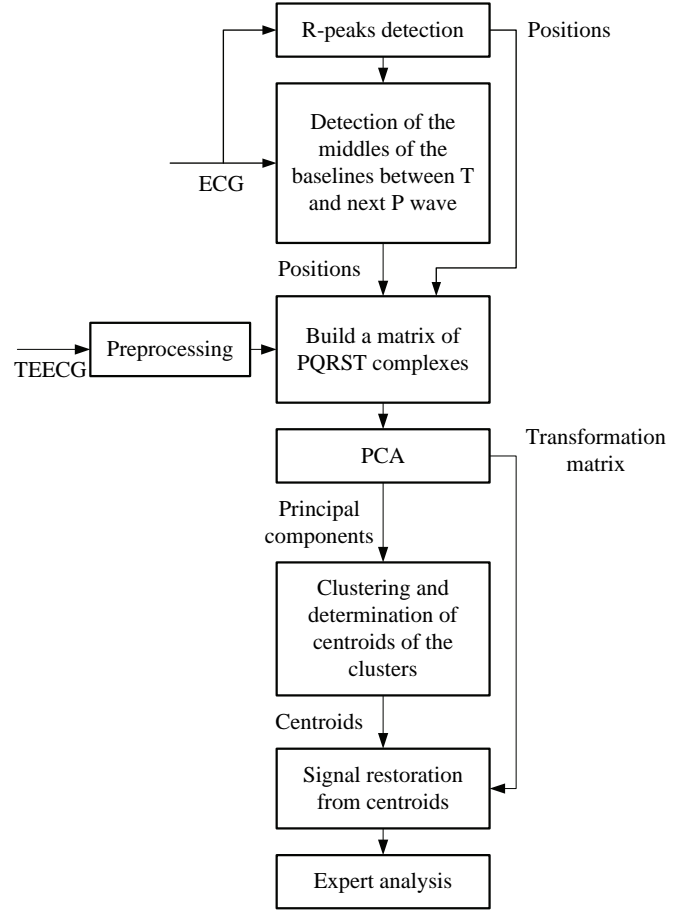 R-peaks detection
Positions
Detection of the
middles of the
baselines between T
and next P wave
ECG
Positions
Build a matrix of
PQRST complexes
Preprocessing
TEECG
PCA
Transformation
matrix
Principal
components
Clustering and
determination of
centroids of the
clusters
Centroids
Signal restoration
from centroids
Expert analysis